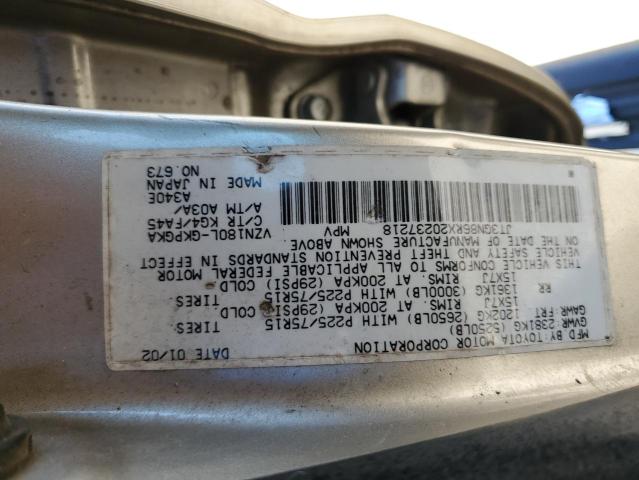 MFD BY: TOYOTA MOTOR CORPORATION DATE 01/02
GVWR: 2381KG (5250LB)
GAWR: FRT. 1202KG (2650LB) WITH P225/75R15 TIRES.
15X7J RIMS. AT 200KPA (29PSI) COLD
RR 1361KG (3000LB) WITH P225/75R15 TIRES.
15X7J RIMS. AT 200KPA (29PSI) COLD
THIS VEHICLE CONFORMS TO ALL APPLICABLE FEDERAL MOTOR
VEHICLE SAFETY AND THEFT PREVENTION STANDARDS IN EFFECT
ON THE DATE OF MANUFACTURE SHOWN ABOVE.
JT3GN86RX20237218 MPV
VZN180L-GKPGKA
C/TR KG4/FA45
A/TM A03A/
A340E
MADE IN JAPAN
NO.673